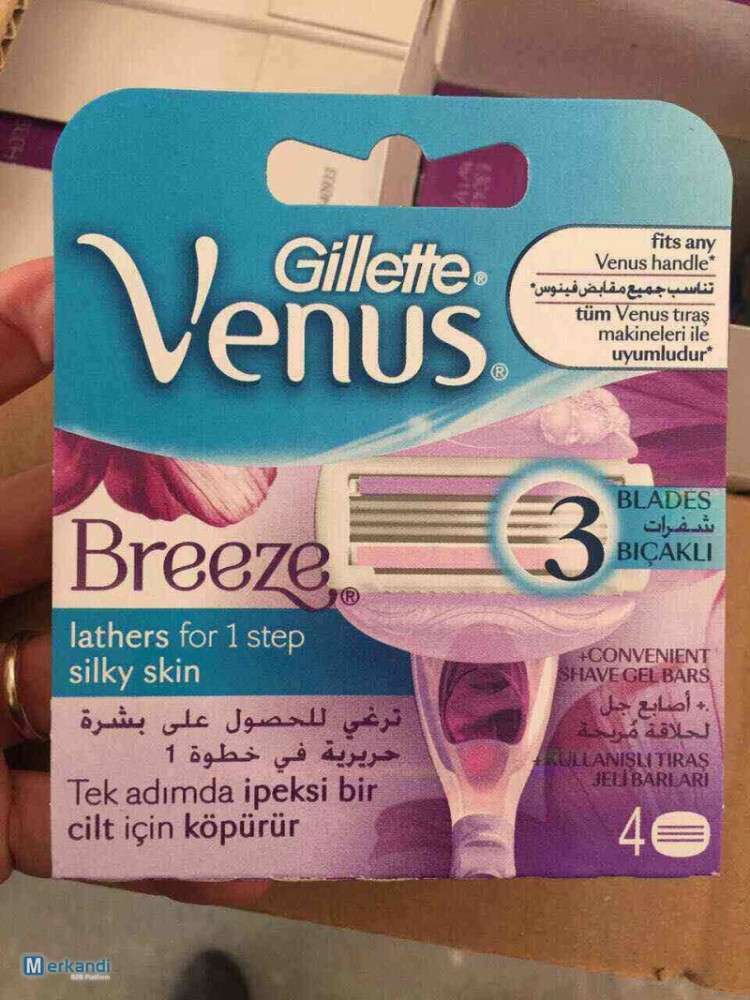 Gillette®
Venus®
fits any
Venus handle*
تناسب جميع مقابض فينوس*
tüm Venus tıraş
makineleri ile
uyumludur*
Breeze®
3
BLADES
شفرات
BIÇAKLI
lathers for 1 step
silky skin
ترغي للحصول على بشرة
حريرية في خطوة 1
Tek adımda ipeksi bir
cilt için köpürür
+CONVENIENT
SHAVE GEL BARS
+ أصابع جل
لحلاقة مُريحة
+KULLANIŞLI TIRAŞ
JELİ BARLARI
4
Merkandi
B2B Platform